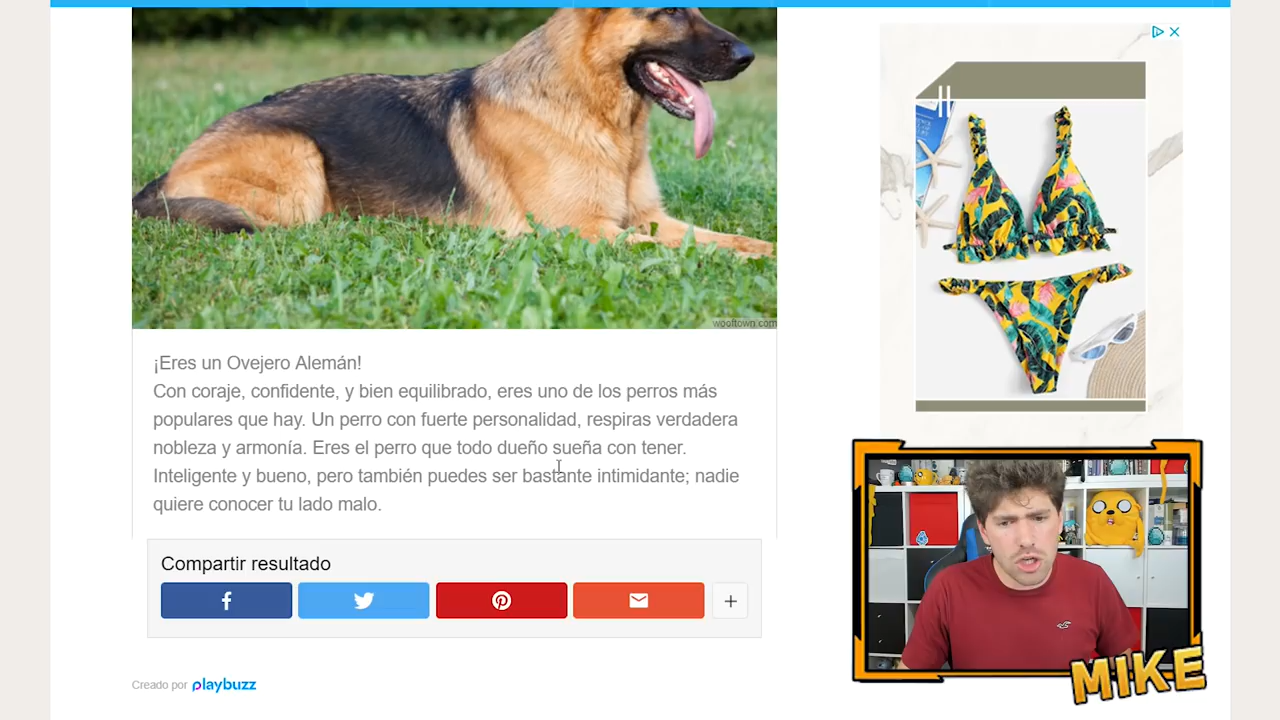 wooftown.com
¡Eres un Ovejero Alemán!
Con coraje, confidente, y bien equilibrado, eres uno de los perros más
populares que hay. Un perro con fuerte personalidad, respiras verdadera
nobleza y armonía. Eres el perro que todo dueño sueña con tener.
Inteligente y bueno, pero también puedes ser bastante intimidante; nadie
quiere conocer tu lado malo.
Compartir resultado
Creado por playbuzz
MIKE